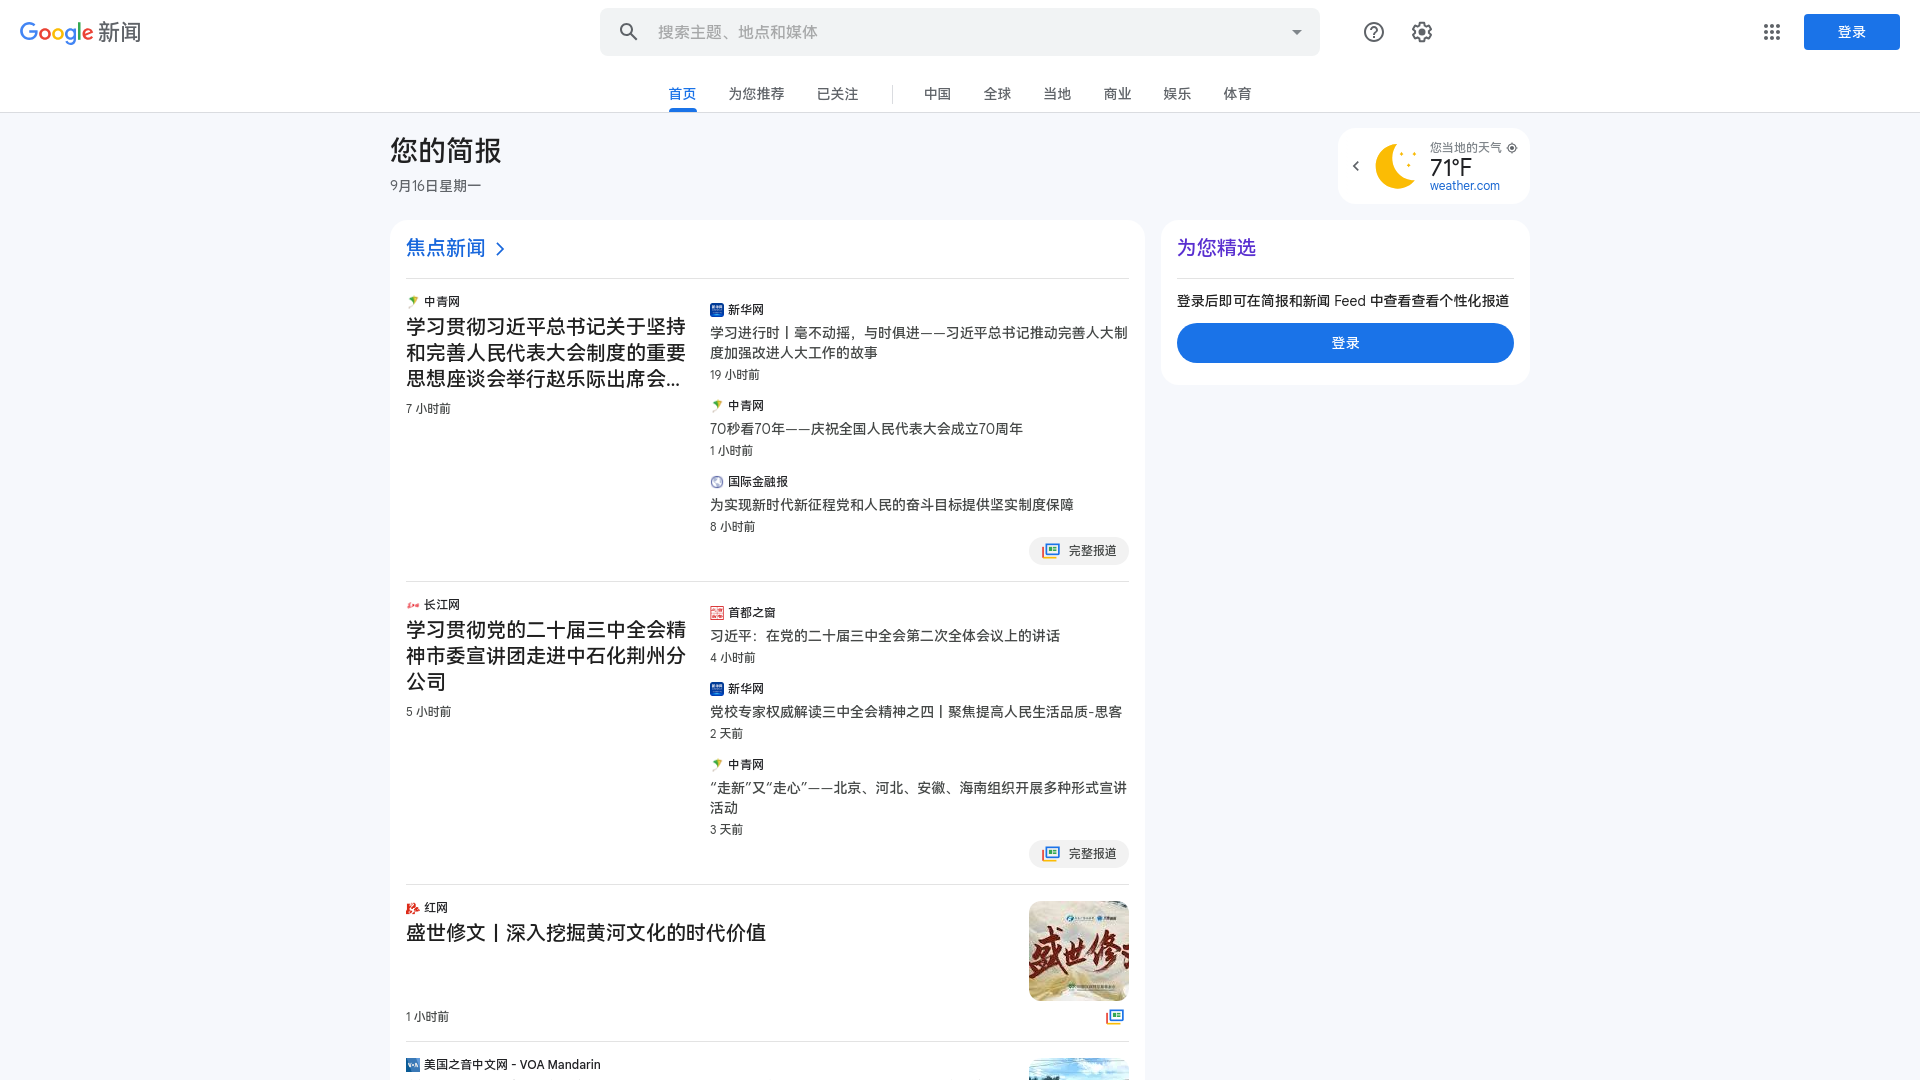 Google 新闻
搜索主题、地点和媒体
登录
首页
为您推荐
已关注
中国
全球
当地
商业
娱乐
体育
您的简报
9月16日星期一
您当地的天气
71°F
weather.com
焦点新闻
中青网
学习贯彻习近平总书记关于坚持
和完善人民代表大会制度的重要
思想座谈会举行赵乐际出席会...
7 小时前
新华网
学习进行时丨毫不动摇，与时俱进——习近平总书记推动完善人大制
度加强改进人大工作的故事
19 小时前
中青网
70秒看70年——庆祝全国人民代表大会成立70周年
1 小时前
国际金融报
为实现新时代新征程党和人民的奋斗目标提供坚实制度保障
8 小时前
完整报道
长江网
学习贯彻党的二十届三中全会精
神市委宣讲团走进中石化荆州分
公司
5 小时前
首都之窗
习近平：在党的二十届三中全会第二次全体会议上的讲话
4 小时前
新华网
党校专家权威解读三中全会精神之四丨聚焦提高人民生活品质-思客
2 天前
中青网
“走新”又“走心”——北京、河北、安徽、海南组织开展多种形式宣讲
活动
3 天前
完整报道
红网
盛世修文丨深入挖掘黄河文化的时代价值
盛世修
1 小时前
美国之音中文网 - VOA Mandarin
为您精选
登录后即可在简报和新闻 Feed 中查看查看个性化报道
登录